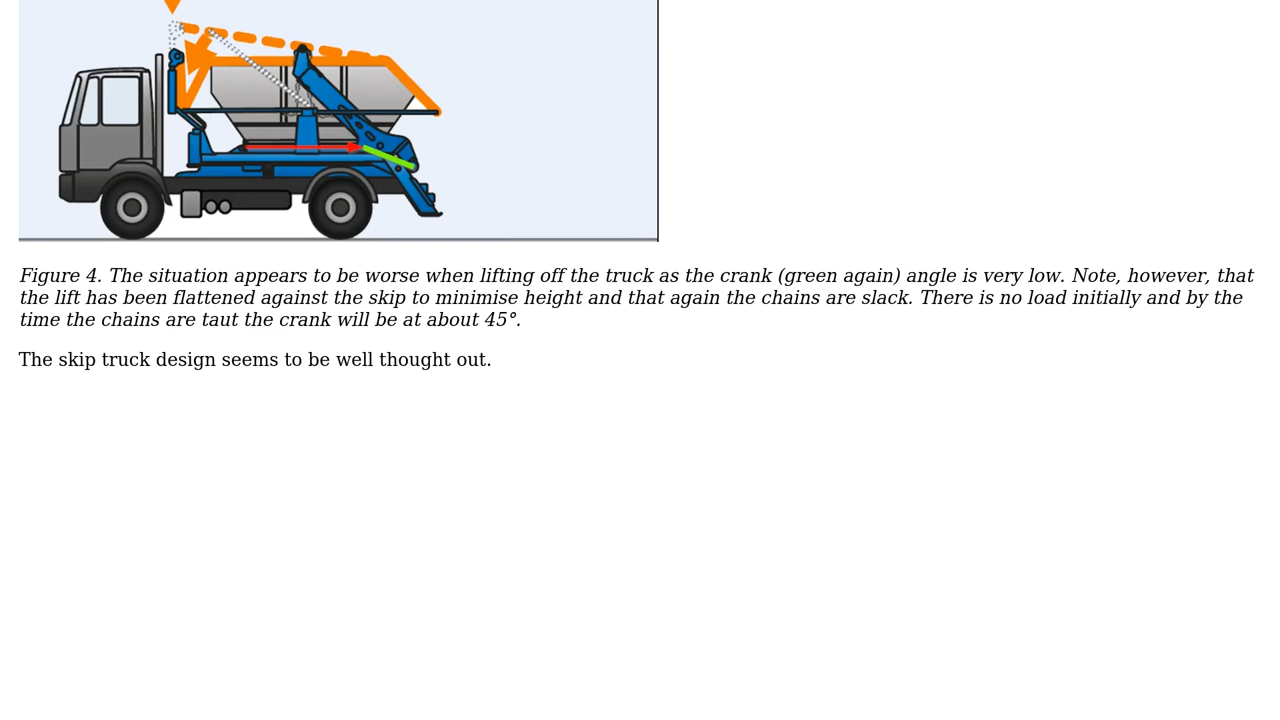 Figure 4. The situation appears to be worse when lifting off the truck as the crank (green again) angle is very low. Note, however, that
the lift has been flattened against the skip to minimise height and that again the chains are slack. There is no load initially and by the
time the chains are taut the crank will be at about 45°.
The skip truck design seems to be well thought out.